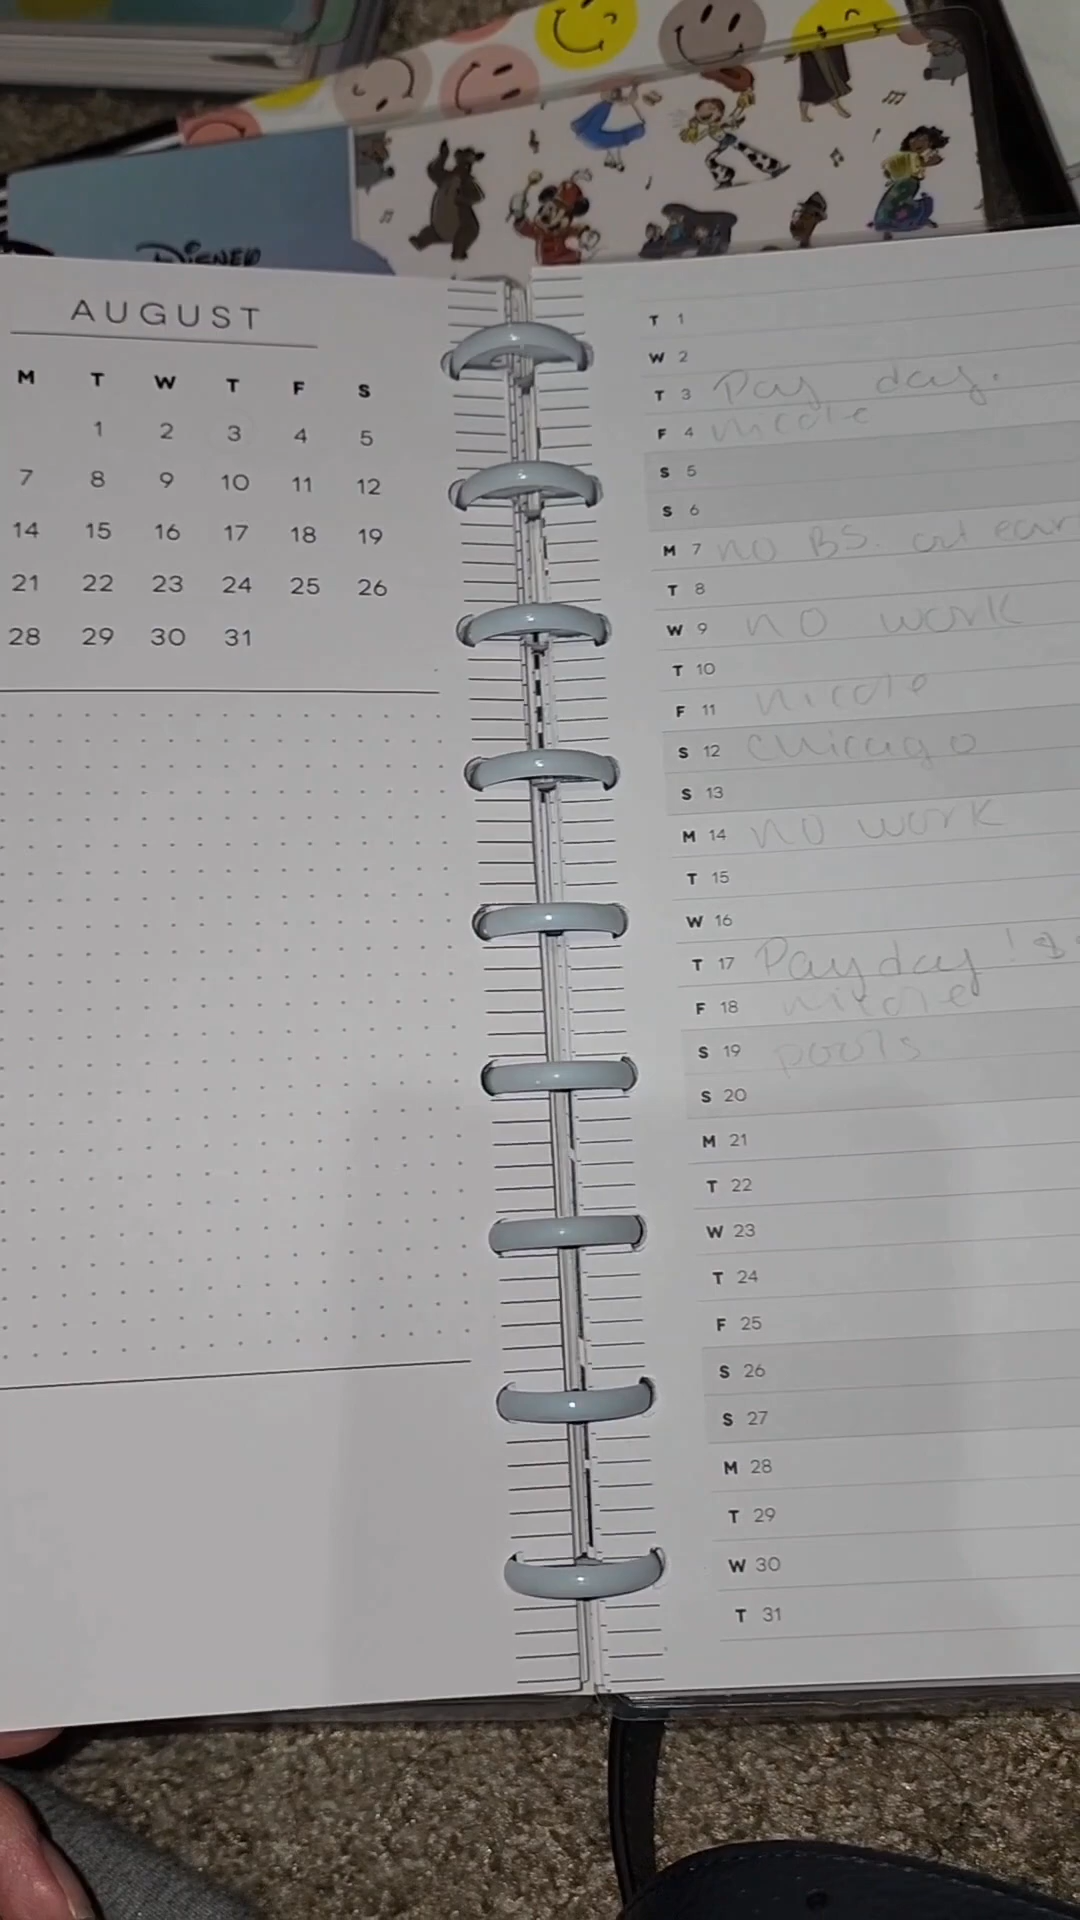 DISNEP
AUGUST
M T W T F S
1 2 3 4 5
7 8 9 10 11 12
14 15 16 17 18 19
21 22 23 24 25 26
28 29 30 31
T 1
W 2
T 3 Pay day.
F 4 nicole
S 5
S 6
M 7 no BS. at
T 8
W 9 no work
T 10
F 11 nicole
S 12 Chicago
S 13
M 14 no work
T 15
W 16
T 17 Payday! $
F 18 nicole
S 19 pools
S 20
M 21
T 22
W 23
T 24
F 25
S 26
S 27
M 28
T 29
W 30
T 31